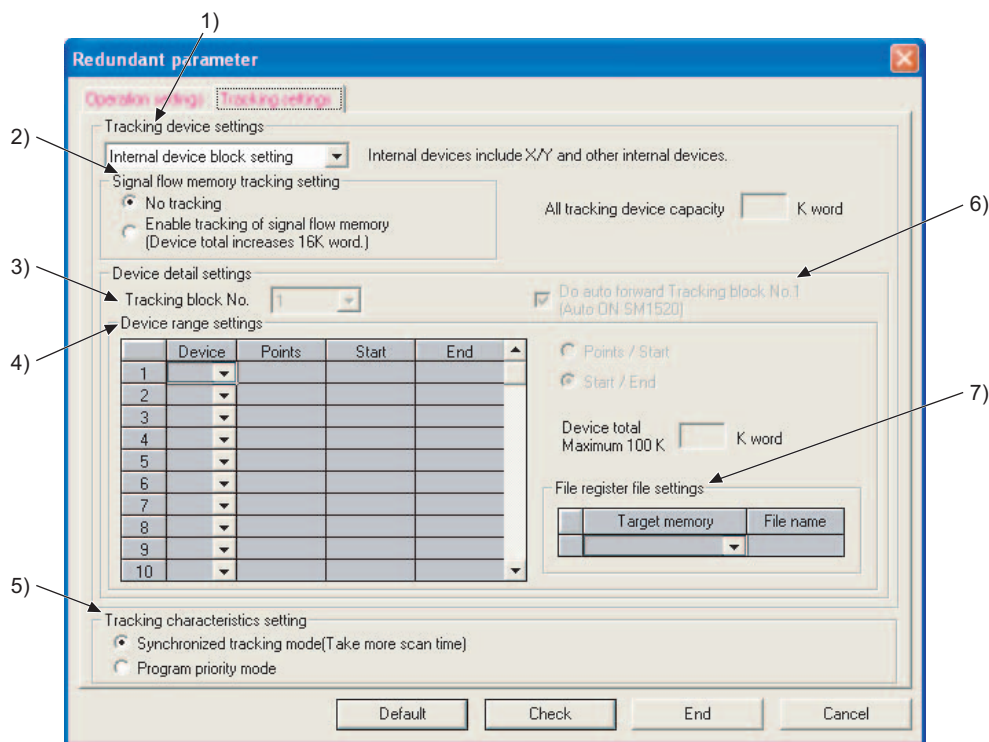 1)
Redundant parameter
Operation settings Tracking settings
Tracking device settings
2)
Internal device block setting Internal devices include X/Y and other internal devices.
Signal flow memory tracking setting
No tracking
All tracking device capacity K word
Enable tracking of signal flow memory
(Device total increases 16K word.)
6)
3)
Device detail settings
Tracking block No. 1
Do auto forward Tracking block No.1
(Auto ON SM1520)
4)
Device range settings
Device Points Start End
1
2
3
4
5
6
7
8
9
10
Points / Start
Start / End
7)
Device total
Maximum 100 K K word
File register file settings
Target memory File name
5)
Tracking characteristics setting
Synchronized tracking mode(Take more scan time)
Program priority mode
Default Check End Cancel